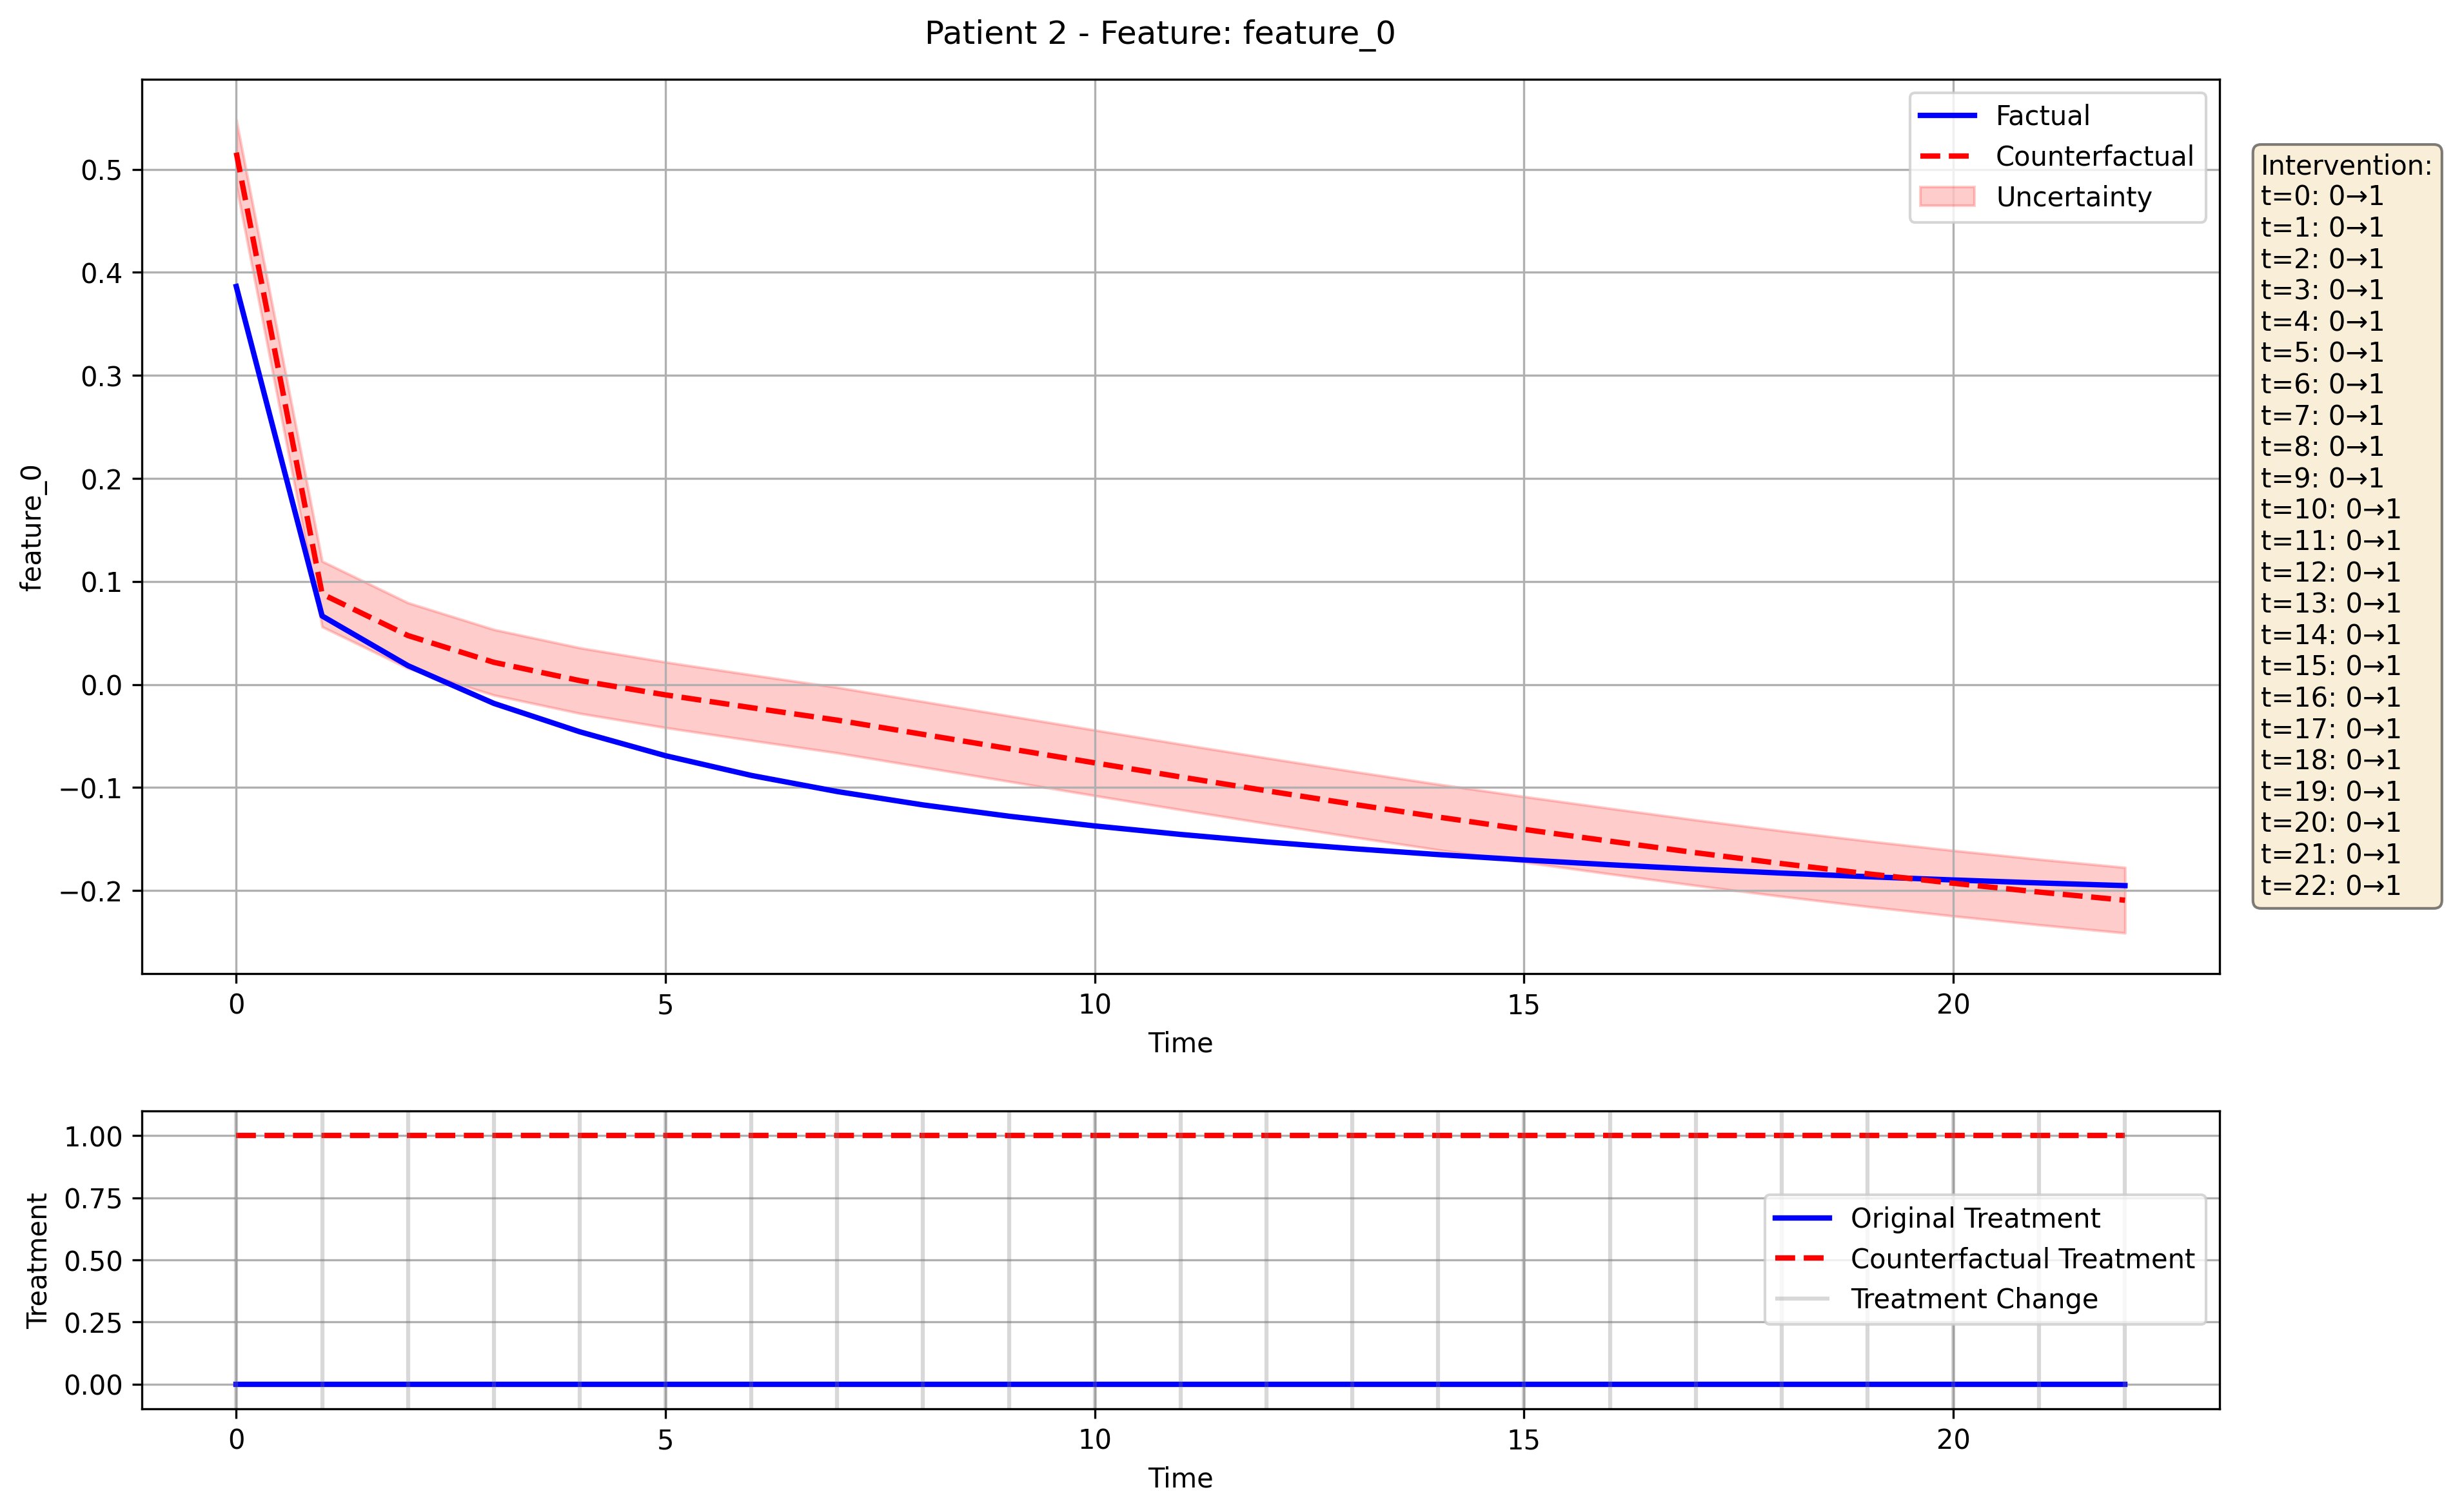 Patient 2 - Feature: feature_0
Factual
Counterfactual
Uncertainty
0.5
0.4
0.3
0.2
0.1
0.0
−0.1
−0.2
feature_0
0 5 10 15 20
Time
Intervention:
t=0: 0→1
t=1: 0→1
t=2: 0→1
t=3: 0→1
t=4: 0→1
t=5: 0→1
t=6: 0→1
t=7: 0→1
t=8: 0→1
t=9: 0→1
t=10: 0→1
t=11: 0→1
t=12: 0→1
t=13: 0→1
t=14: 0→1
t=15: 0→1
t=16: 0→1
t=17: 0→1
t=18: 0→1
t=19: 0→1
t=20: 0→1
t=21: 0→1
t=22: 0→1
1.00
0.75
0.50
0.25
0.00
Treatment
Original Treatment
Counterfactual Treatment
Treatment Change
0 5 10 15 20
Time